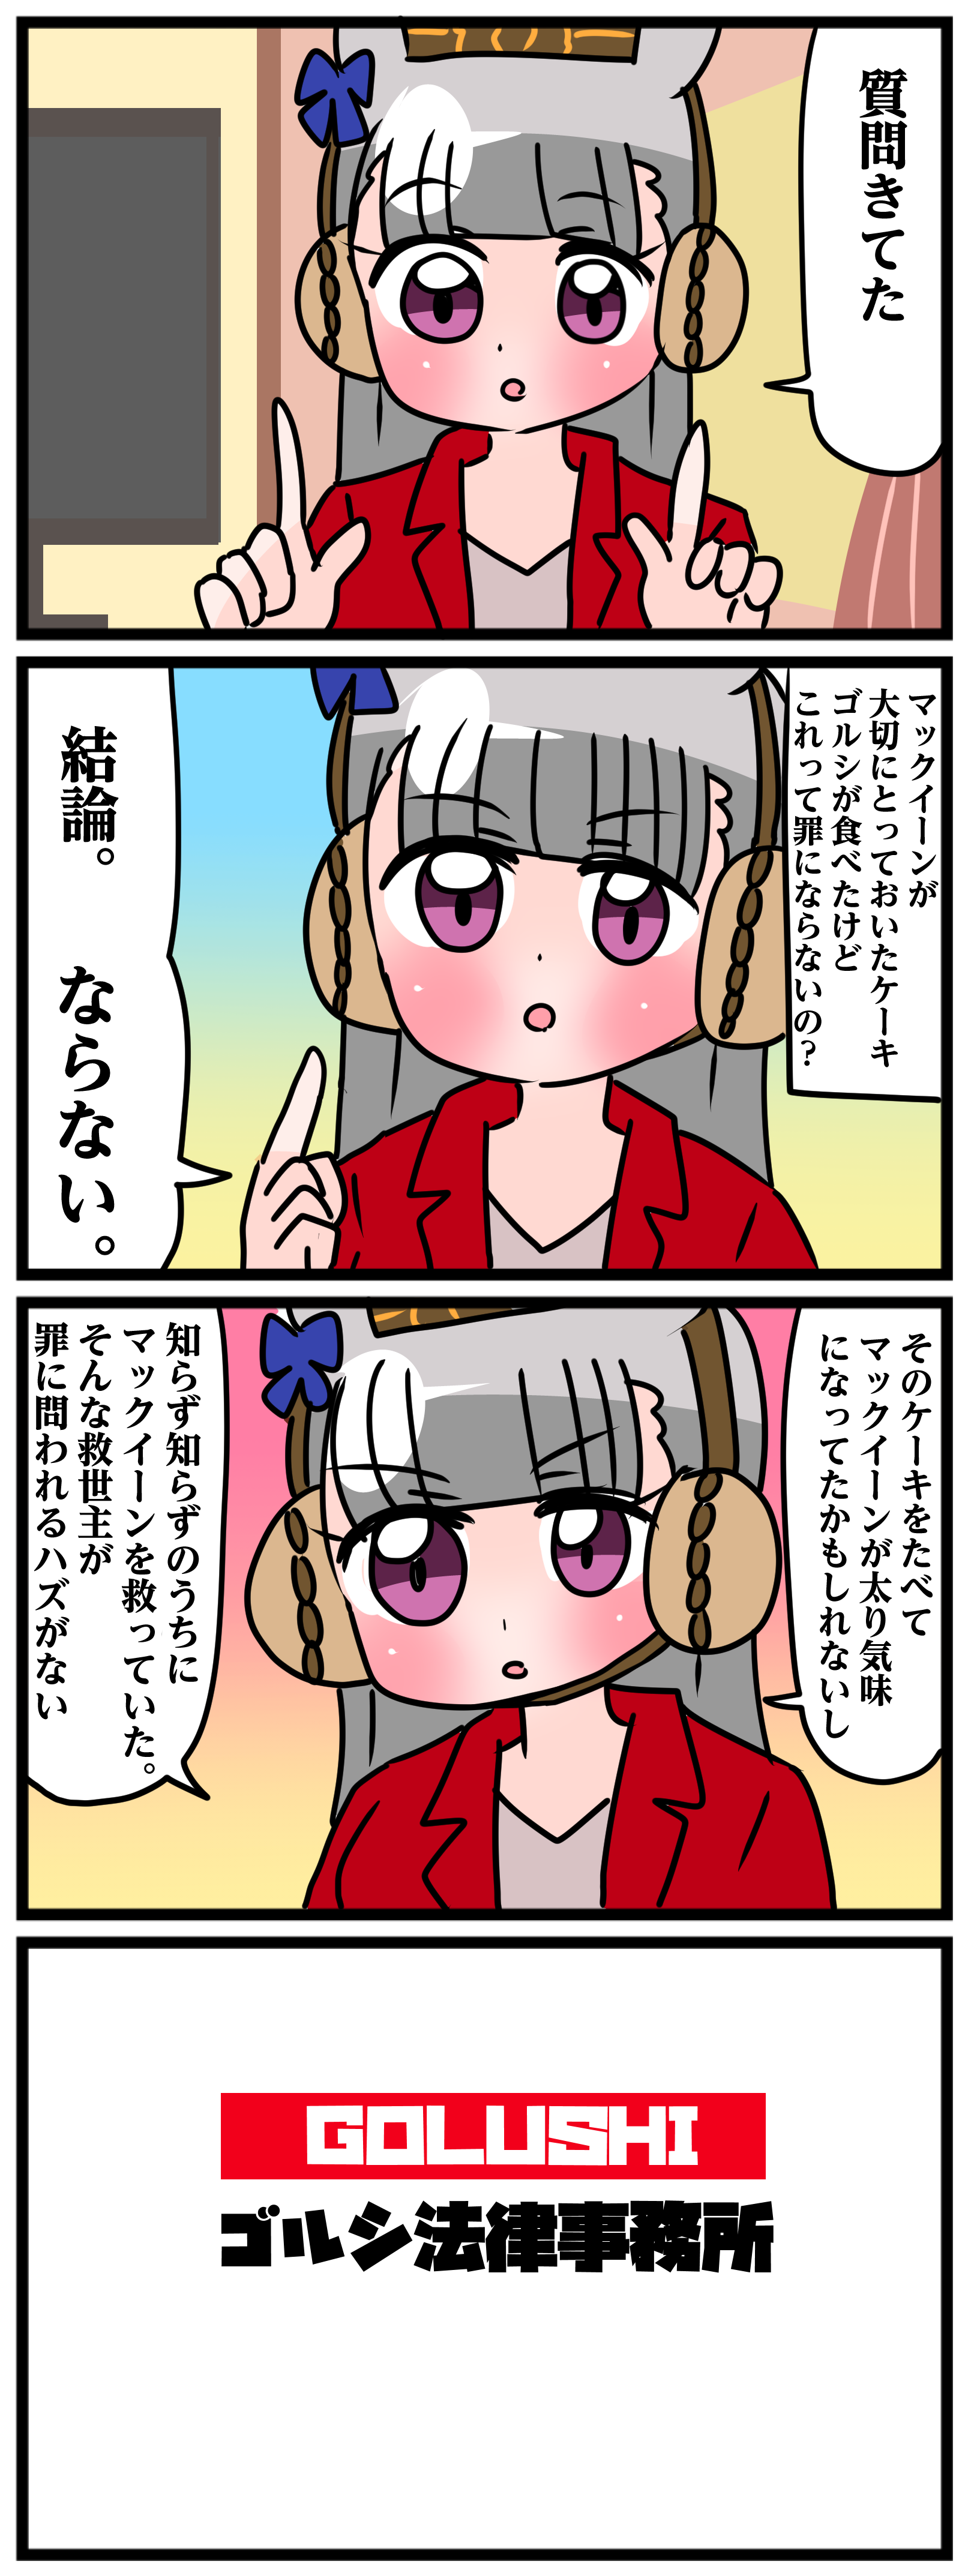 質問きてた
マックイーンが
大切にとっておいたケーキ
ゴルシが食べたけど
これって罪にならないの？
結論。
ならない。
そのケーキをたべて
マックイーンが太り気味
になってたかもしれないし
知らず知らずのうちに
マックイーンを救っていた。
そんな救世主が
罪に問われるハズがない
GOLUSHI
ゴルシ法律事務所